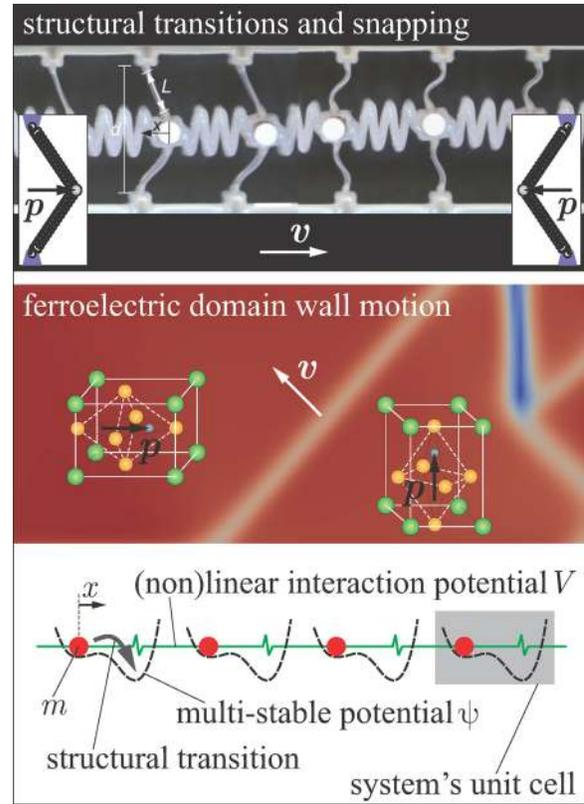 structural transitions and snapping
L
d
x
p
p
v
ferroelectric domain wall motion
v
p
p
(non)linear interaction potential V
x
m
multi-stable potential ψ
structural transition
system's unit cell